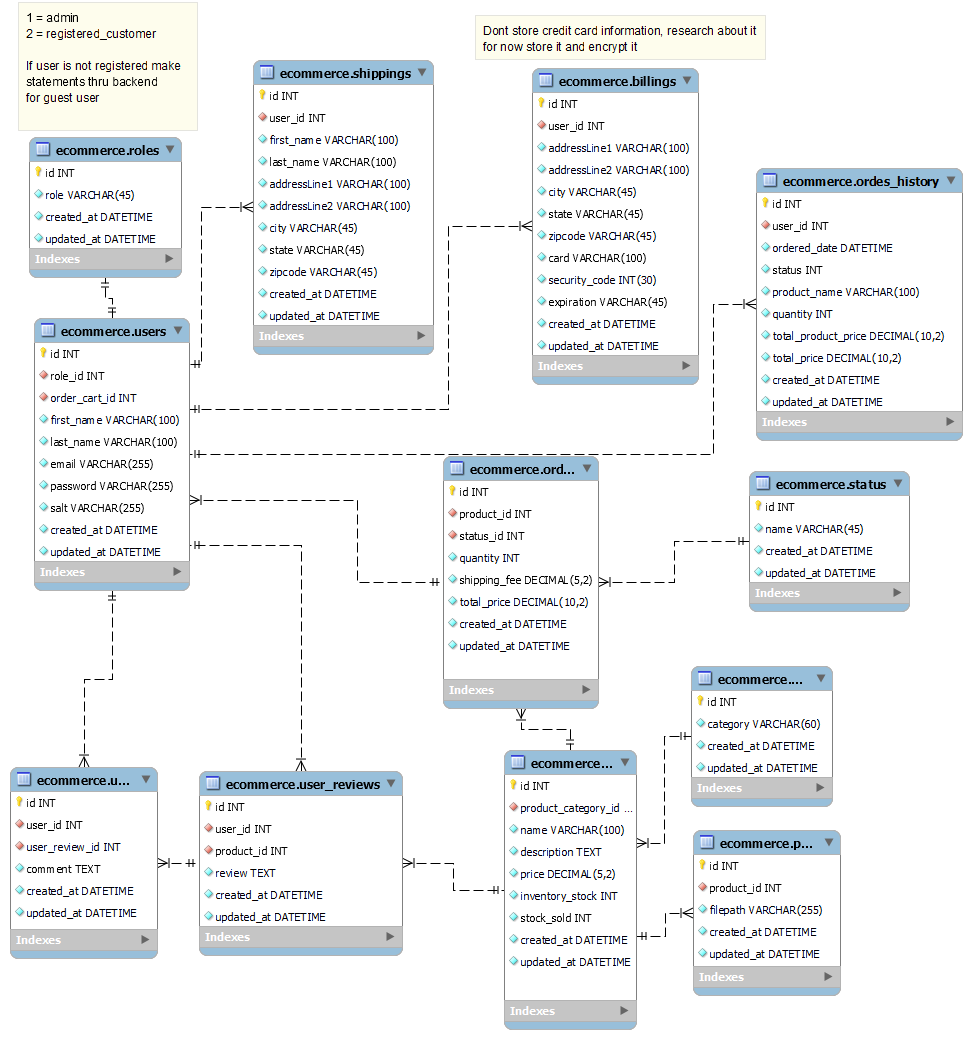 1 = admin
2 = registered_customer
If user is not registered make
statements thru backend
for guest user
Dont store credit card information, research about it
for now store it and encrypt it
ecommerce.shippings
id INT
user_id INT
first_name VARCHAR(100)
last_name VARCHAR(100)
addressLine1 VARCHAR(100)
addressLine2 VARCHAR(100)
city VARCHAR(45)
state VARCHAR(45)
zipcode VARCHAR(45)
created_at DATETIME
updated_at DATETIME
Indexes
ecommerce.billings
id INT
user_id INT
addressLine1 VARCHAR(100)
addressLine2 VARCHAR(100)
city VARCHAR(45)
state VARCHAR(45)
zipcode VARCHAR(45)
card VARCHAR(100)
security_code INT(30)
expiration VARCHAR(45)
created_at DATETIME
updated_at DATETIME
Indexes
ecommerce.roles
id INT
role VARCHAR(45)
created_at DATETIME
updated_at DATETIME
Indexes
ecommerce.ordes_history
id INT
user_id INT
ordered_date DATETIME
status INT
product_name VARCHAR(100)
quantity INT
total_product_price DECIMAL(10,2)
total_price DECIMAL(10,2)
created_at DATETIME
updated_at DATETIME
Indexes
ecommerce.users
id INT
role_id INT
order_cart_id INT
first_name VARCHAR(100)
last_name VARCHAR(100)
email VARCHAR(255)
password VARCHAR(255)
salt VARCHAR(255)
created_at DATETIME
updated_at DATETIME
Indexes
ecommerce.ord...
id INT
product_id INT
status_id INT
quantity INT
shipping_fee DECIMAL(5,2)
total_price DECIMAL(10,2)
created_at DATETIME
updated_at DATETIME
Indexes
ecommerce.status
id INT
name VARCHAR(45)
created_at DATETIME
updated_at DATETIME
Indexes
ecommerce....
id INT
category VARCHAR(60)
created_at DATETIME
updated_at DATETIME
Indexes
ecommerce.u...
id INT
user_id INT
user_review_id INT
comment TEXT
created_at DATETIME
updated_at DATETIME
Indexes
ecommerce.user_reviews
id INT
user_id INT
product_id INT
review TEXT
created_at DATETIME
updated_at DATETIME
Indexes
ecommerce...
id INT
product_category_id ...
name VARCHAR(100)
description TEXT
price DECIMAL(5,2)
inventory_stock INT
stock_sold INT
created_at DATETIME
updated_at DATETIME
Indexes
ecommerce.p...
id INT
product_id INT
filepath VARCHAR(255)
created_at DATETIME
updated_at DATETIME
Indexes